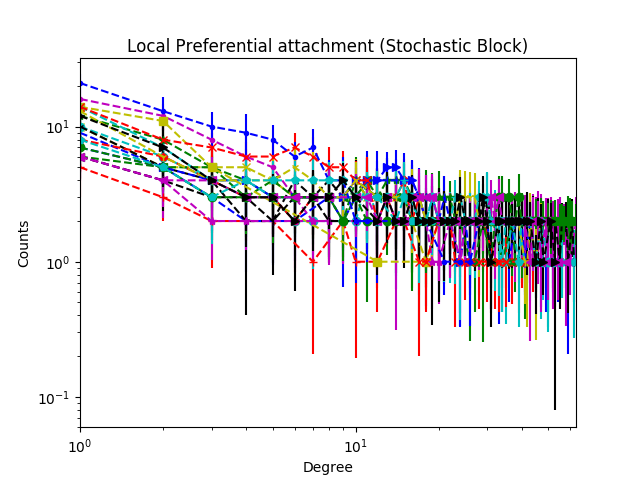 Local Preferential attachment (Stochastic Block)
Counts
10¹
10⁰
10⁻¹
10⁰
10¹
Degree